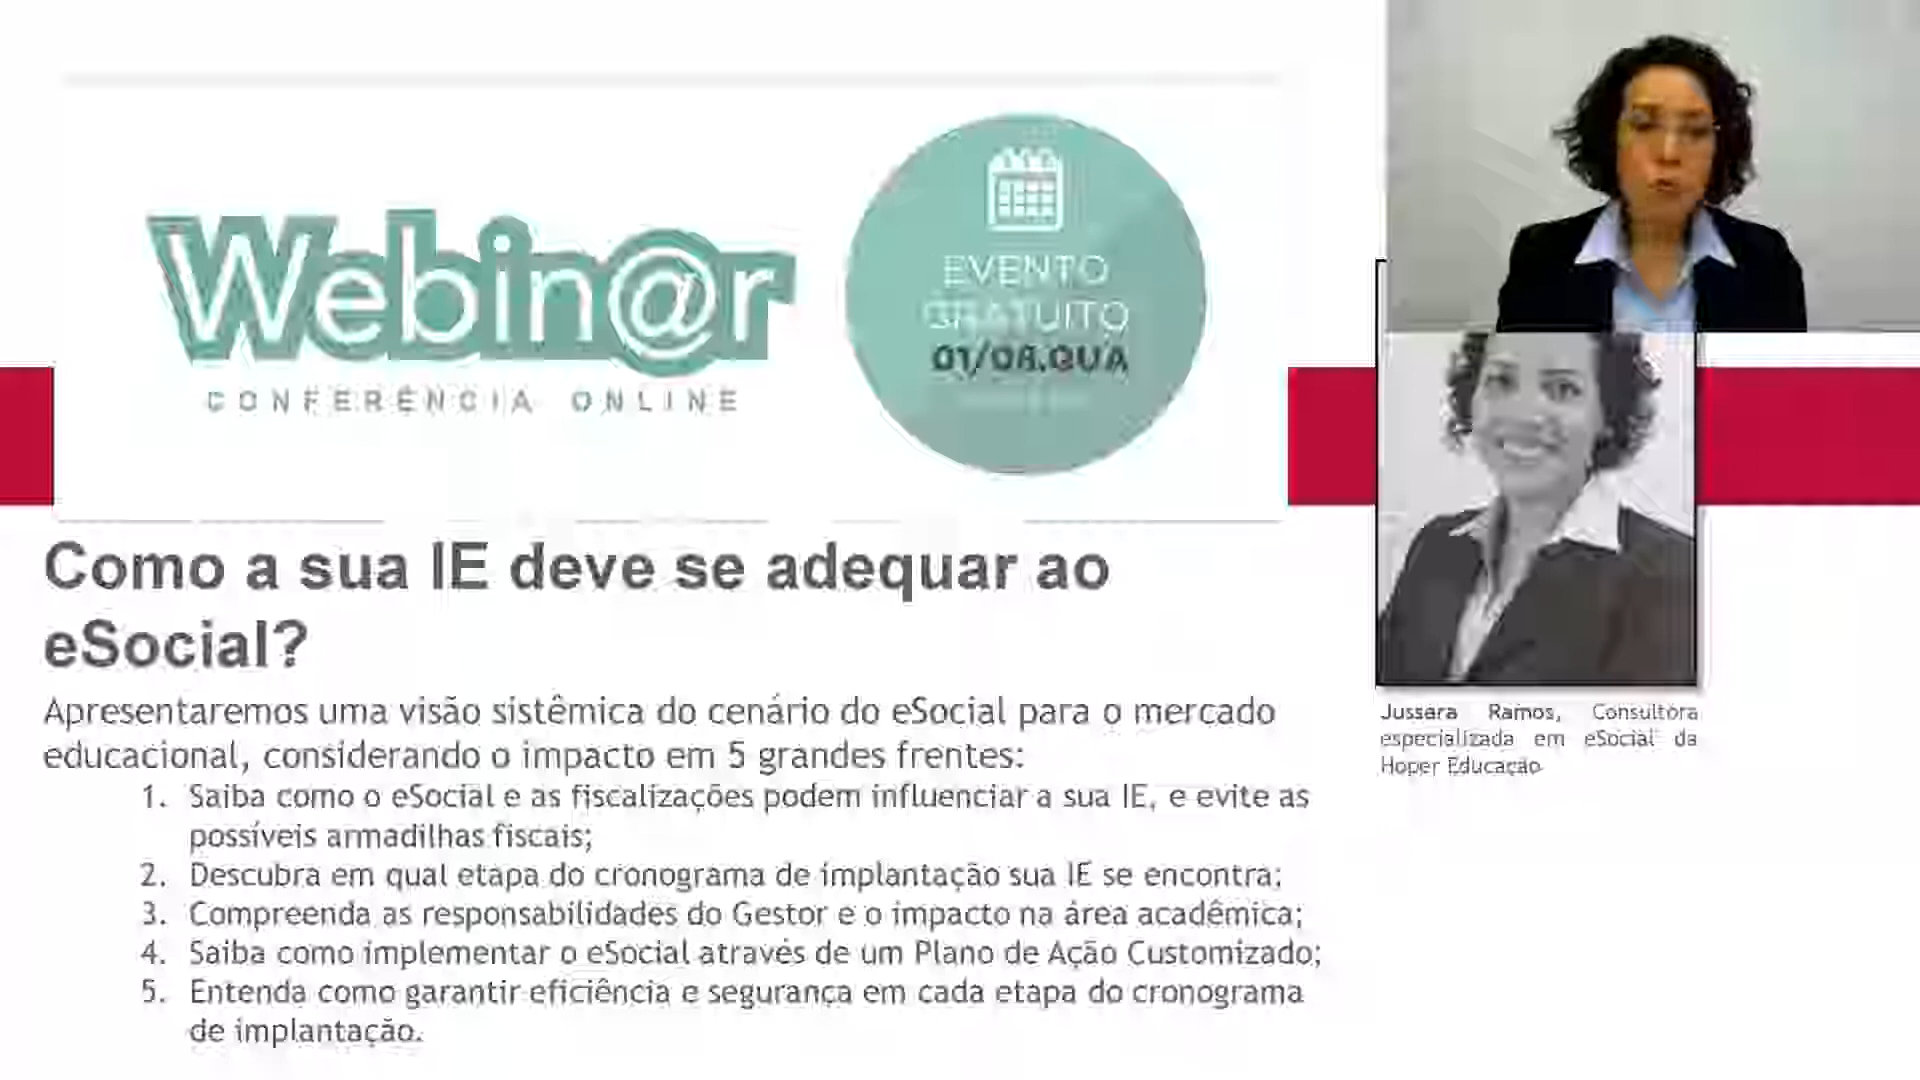 Webin@r
CONFERÊNCIA ONLINE
EVENTO
GRATUITO
01/08.QUA
Como a sua IE deve se adequar ao
eSocial?
Apresentaremos uma visão sistêmica do cenário do eSocial para o mercado
educacional, considerando o impacto em 5 grandes frentes:
1. Saiba como o eSocial e as fiscalizações podem influenciar a sua IE, e evite as
possíveis armadilhas fiscais;
2. Descubra em qual etapa do cronograma de implantação sua IE se encontra;
3. Compreenda as responsabilidades do Gestor e o impacto na área acadêmica;
4. Saiba como implementar o eSocial através de um Plano de Ação Customizado;
5. Entenda como garantir eficiência e segurança em cada etapa do cronograma
de implantação.
Jussara Ramos, Consultora
especializada em eSocial da
Hoper Educação